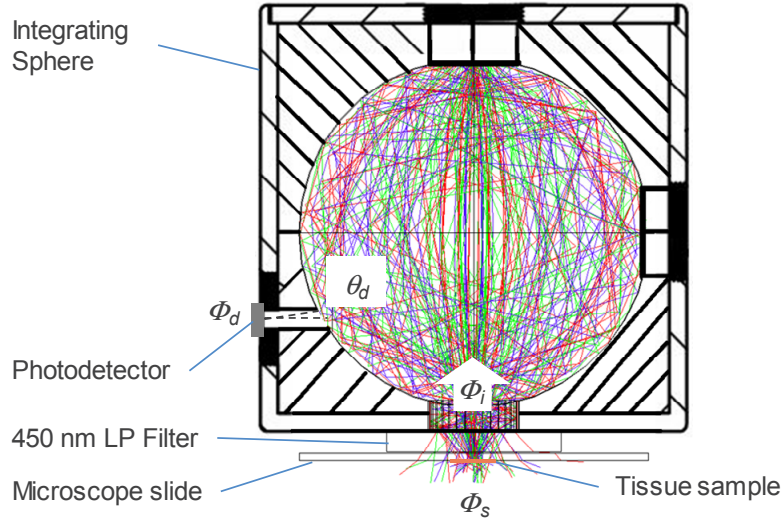 Integrating
Sphere
θd
Φd
Photodetector
Φi
450 nm LP Filter
Microscope slide
Tissue sample
Φs